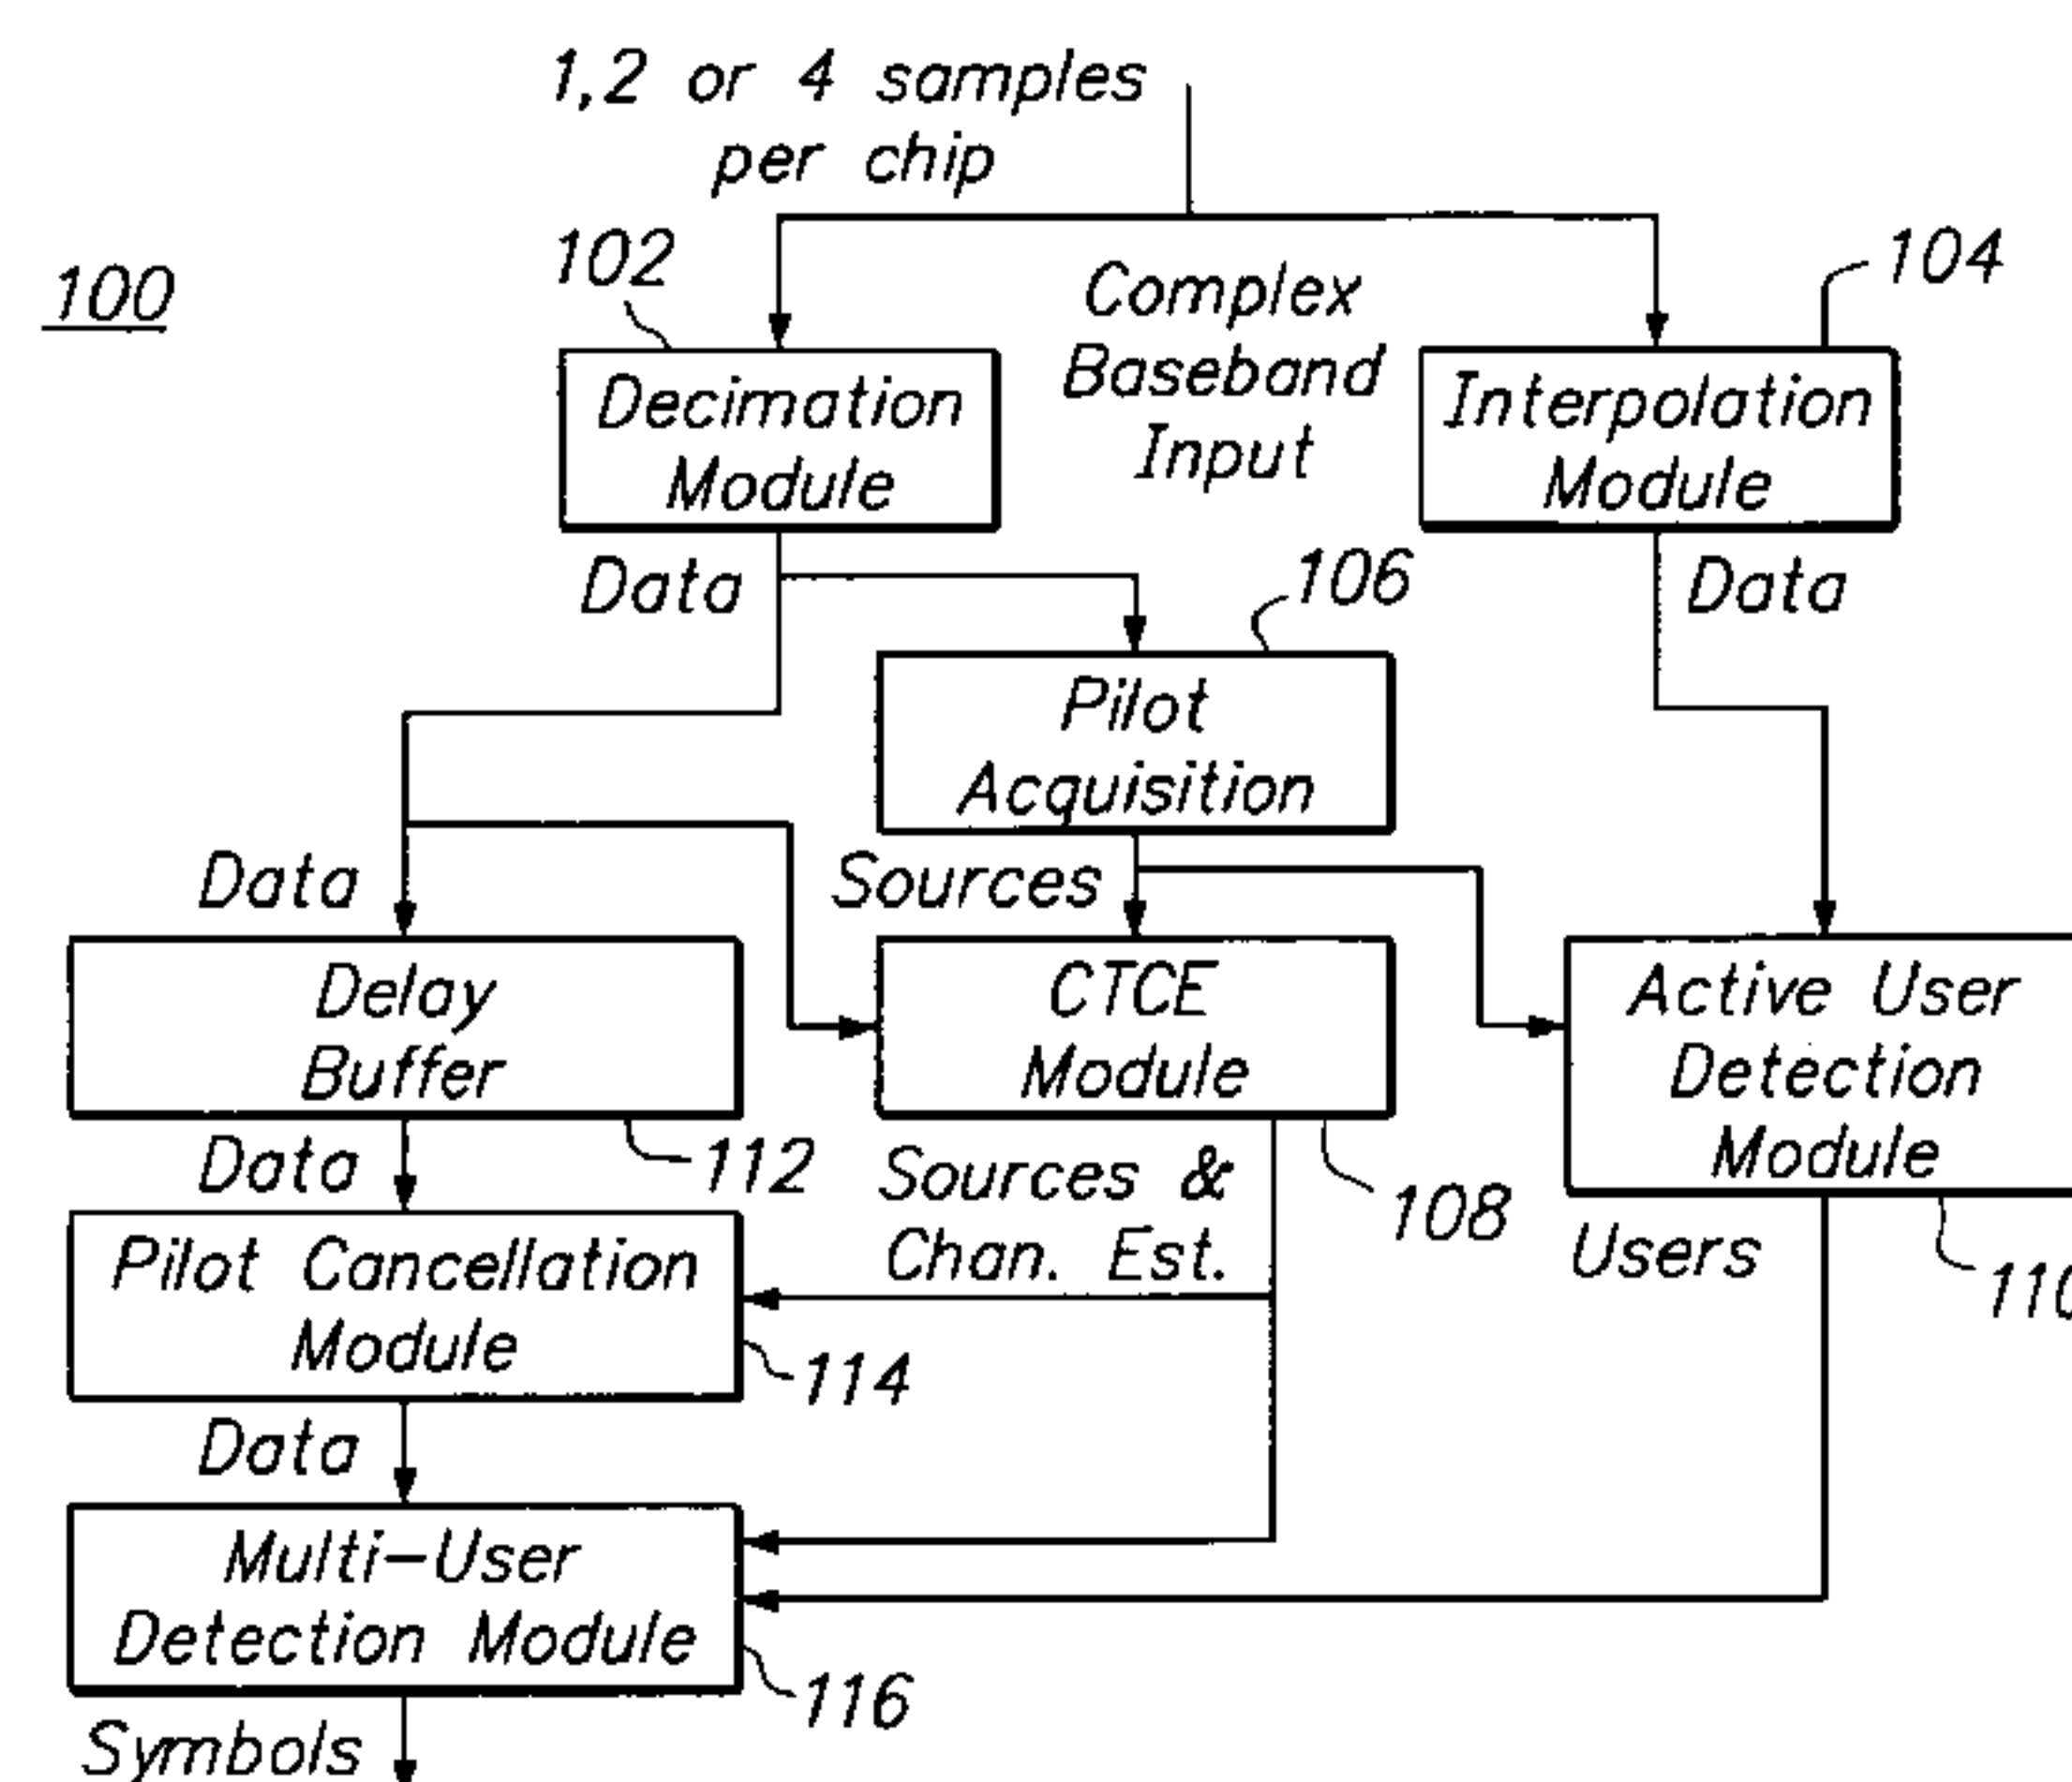 1,2 or 4 samples
per chip
100
102
104
Complex
Baseband
Input
Decimation
Module
Interpolation
Module
Data
Data
106
Pilot
Acquisition
Data
Sources
Delay
Buffer
CTCE
Module
Active User
Detection
Module
Data
112
Sources &
Chan. Est.
108
Users
Pilot Cancellation
Module
114
Data
Multi-User
Detection Module
116
Symbols